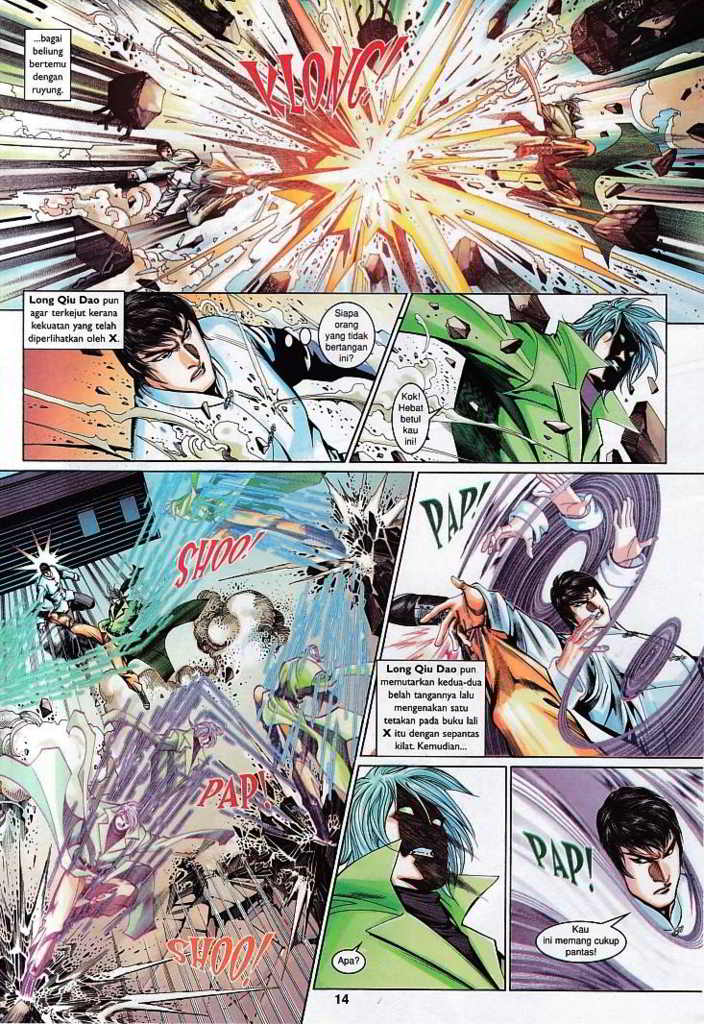 ...bagai
beliung
bertemu
dengan
ruyung.
KLONG!
Long Qiu Dao pun
agar terkejut kerana
kekuatan yang telah
diperlihatkan oleh X.
Siapa
orang
yang tidak
bertangan
ini?
Kok!
Hebat
betul
kau
ini!
SHOO!
PAP!
Long Qiu Dao pun
memutarkan kedua-dua
belah tangannya lalu
mengenakan satu
tetakan pada buku lali
X itu dengan sepantas
kilat. Kemudian...
PAP!
SHOO!
Apa?
PAP!
Kau
ini memang cukup
pantas!
14